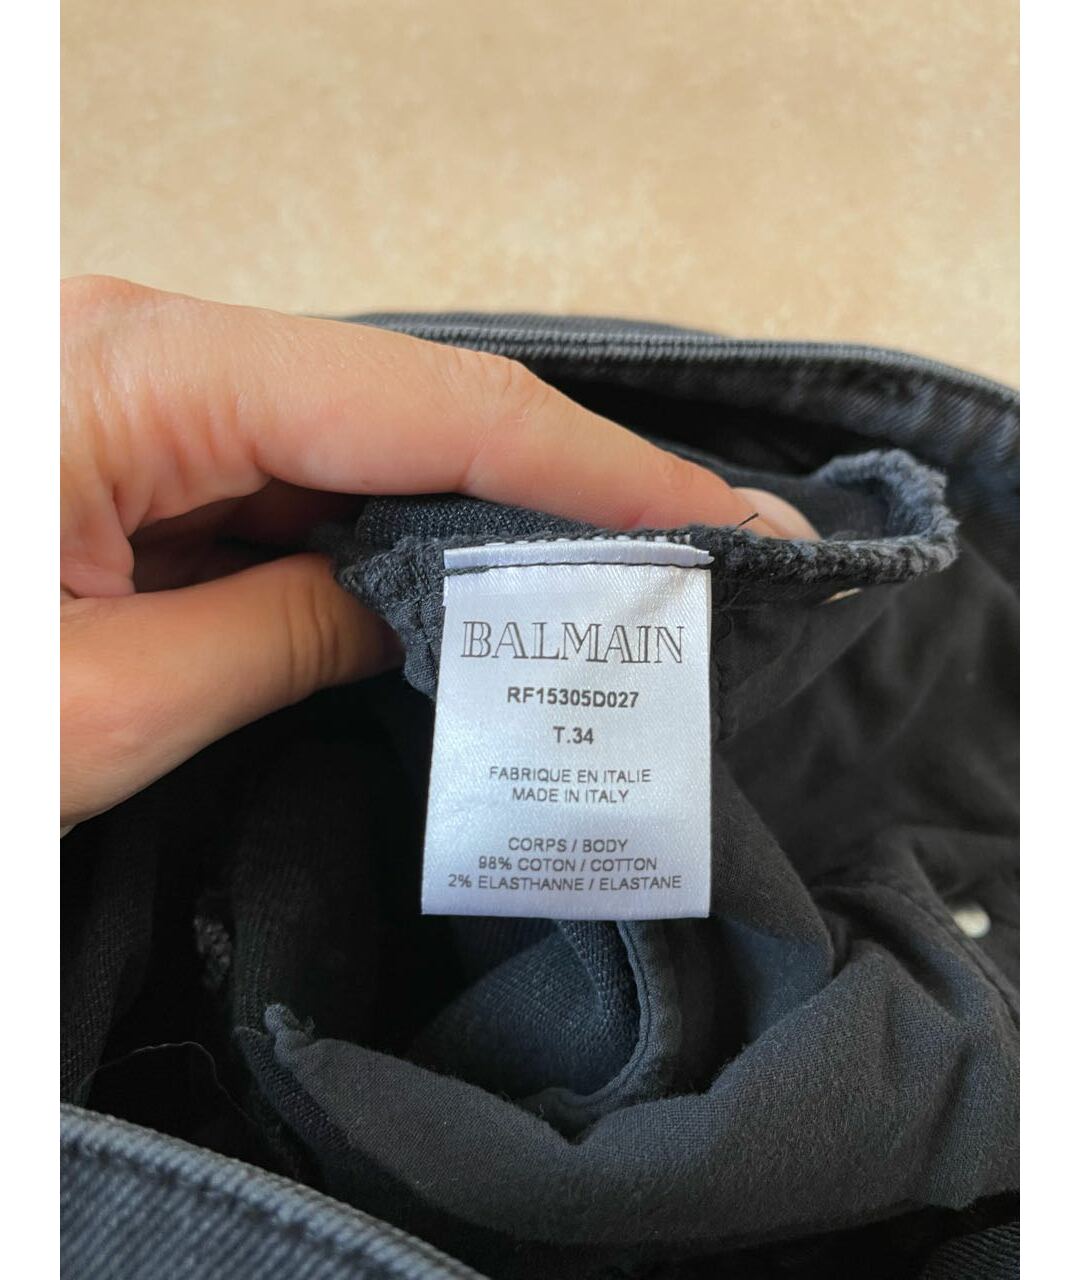 BALMAIN
RF15305D027
T.34
FABRIQUE EN ITALIE
MADE IN ITALY
CORPS / BODY
98% COTON / COTTON
2% ELASTHANNE / ELASTANE